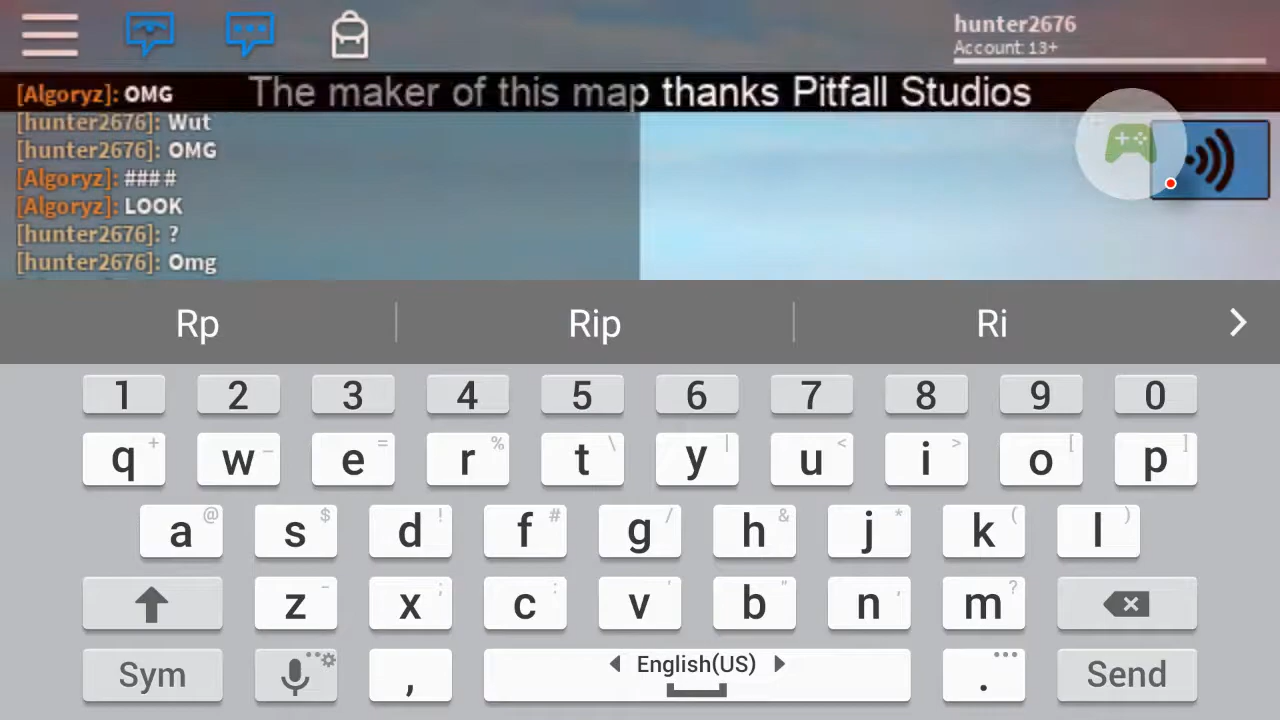 hunter2676
Account: 13+
The maker of this map thanks Pitfall Studios
[Algoryz]: OMG
[hunter2676]: Wut
[hunter2676]: OMG
[Algoryz]: ####
[Algoryz]: LOOK
[hunter2676]: ?
[hunter2676]: Omg
Rp Rip Ri
1 2 3 4 5 6 7 8 9 0
q + w _ e = r % t \ y | u < i > o [ p ]
a @ s $ d ! f # g / h & j * k ( l )
z - x ; c : v ' b " n , m ?
Sym , English(US) . Send